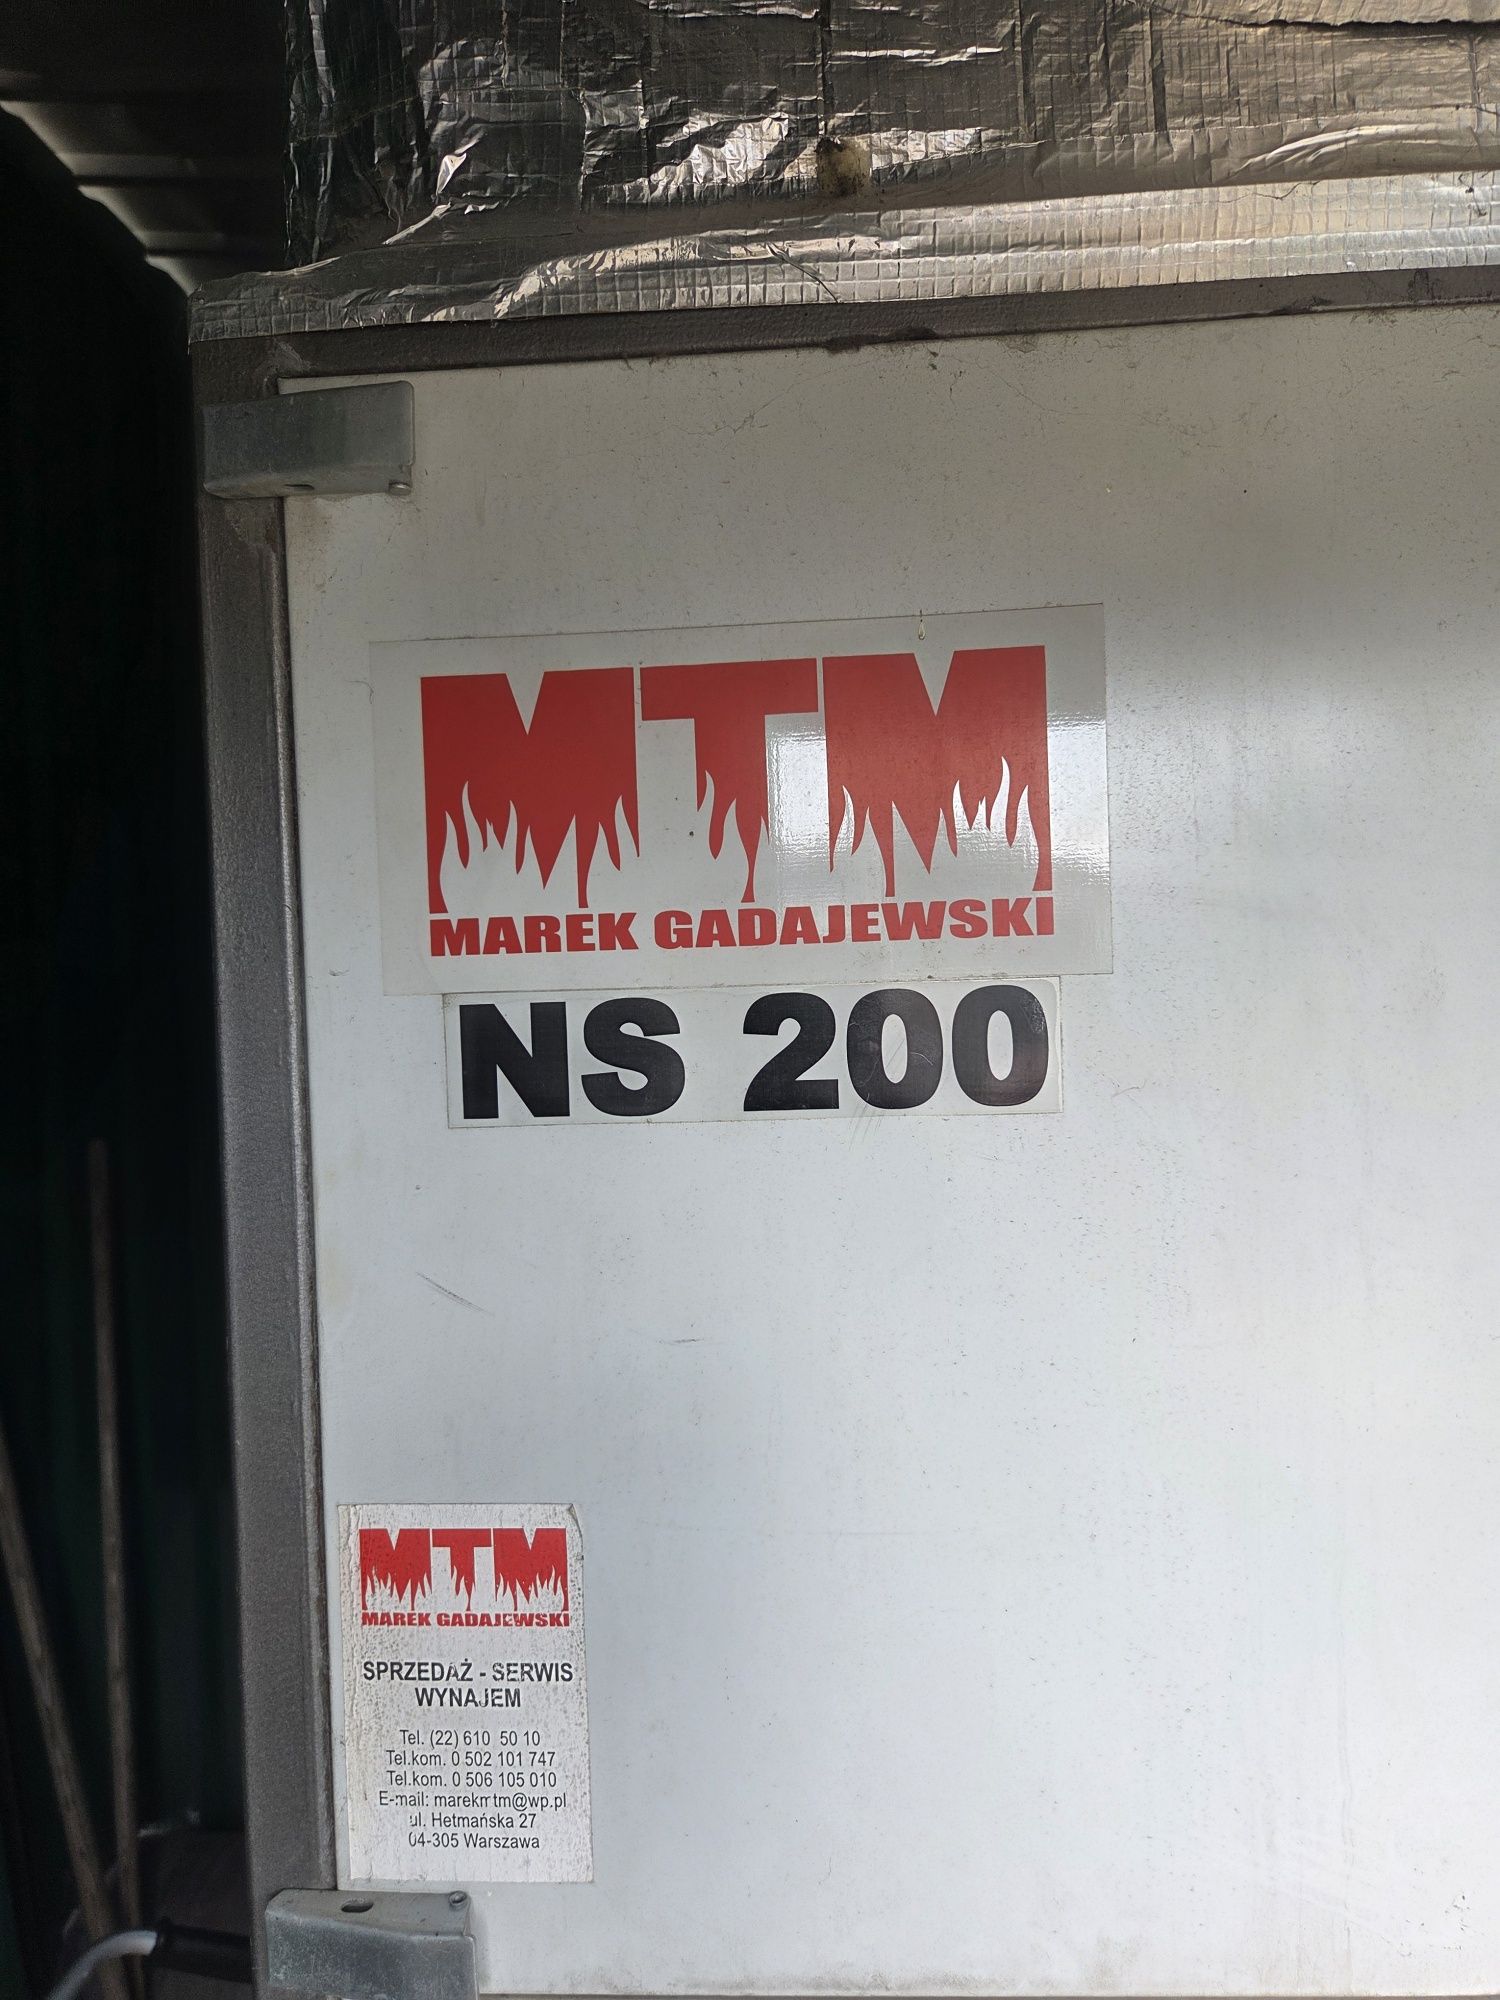 MTM
MAREK GADAJEWSKI
NS 200
MTM
MAREK GADAJEWSKI
SPRZEDAŻ - SERWIS
WYNAJEM
Tel. (22) 610 50 10
Tel.kom. 0 502 101 747
Tel.kom. 0 506 105 010
E-mail: marekmtm@wp.pl
ul. Hetmańska 27
04-305 Warszawa